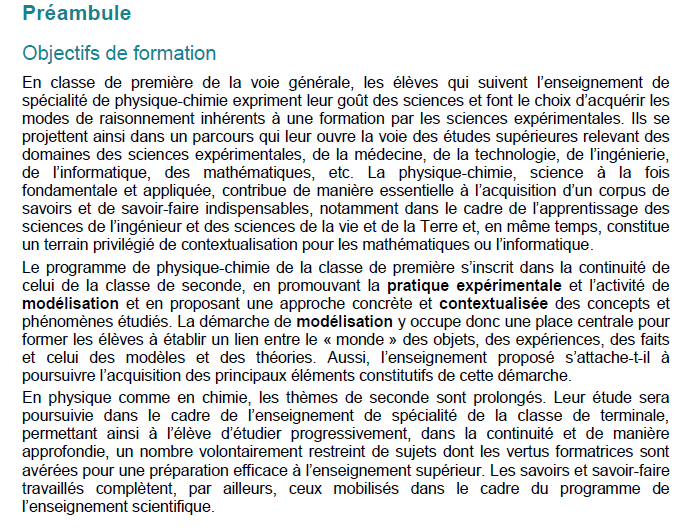 Préambule
Objectifs de formation
En classe de première de la voie générale, les élèves qui suivent l'enseignement de
spécialité de physique-chimie expriment leur goût des sciences et font le choix d'acquérir les
modes de raisonnement inhérents à une formation par les sciences expérimentales. Ils se
projettent ainsi dans un parcours qui leur ouvre la voie des études supérieures relevant des
domaines des sciences expérimentales, de la médecine, de la technologie, de l'ingénierie,
de l'informatique, des mathématiques, etc. La physique-chimie, science à la fois
fondamentale et appliquée, contribue de manière essentielle à l'acquisition d'un corpus de
savoirs et de savoir-faire indispensables, notamment dans le cadre de l'apprentissage des
sciences de l'ingénieur et des sciences de la vie et de la Terre et, en même temps, constitue
un terrain privilégié de contextualisation pour les mathématiques ou l'informatique.
Le programme de physique-chimie de la classe de première s'inscrit dans la continuité de
celui de la classe de seconde, en promouvant la pratique expérimentale et l'activité de
modélisation et en proposant une approche concrète et contextualisée des concepts et
phénomènes étudiés. La démarche de modélisation y occupe donc une place centrale pour
former les élèves à établir un lien entre le « monde » des objets, des expériences, des faits
et celui des modèles et des théories. Aussi, l'enseignement proposé s'attache-t-il à
poursuivre l'acquisition des principaux éléments constitutifs de cette démarche.
En physique comme en chimie, les thèmes de seconde sont prolongés. Leur étude sera
poursuivie dans le cadre de l'enseignement de spécialité de la classe de terminale,
permettant ainsi à l'élève d'étudier progressivement, dans la continuité et de manière
approfondie, un nombre volontairement restreint de sujets dont les vertus formatrices sont
avérées pour une préparation efficace à l'enseignement supérieur. Les savoirs et savoir-faire
travaillés complètent, par ailleurs, ceux mobilisés dans le cadre du programme de
l'enseignement scientifique.